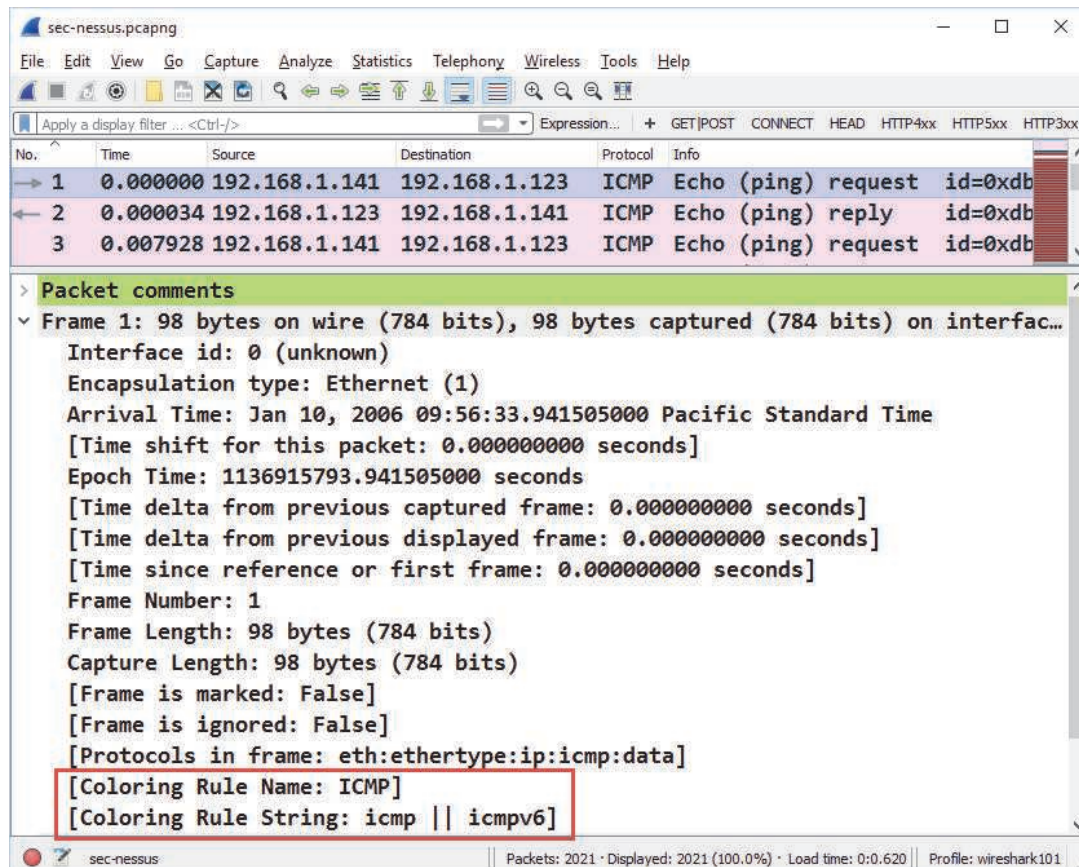 sec-nessus.pcapng
File Edit View Go Capture Analyze Statistics Telephony Wireless Tools Help
Apply a display filter ... <Ctrl-/> Expression... + GET|POST CONNECT HEAD HTTP4xx HTTP5xx HTTP3xx
No. Time Source Destination Protocol Info
1 0.000000 192.168.1.141 192.168.1.123 ICMP Echo (ping) request id=0xdb
2 0.000034 192.168.1.123 192.168.1.141 ICMP Echo (ping) reply id=0xdb
3 0.007928 192.168.1.141 192.168.1.123 ICMP Echo (ping) request id=0xdb
Packet comments
Frame 1: 98 bytes on wire (784 bits), 98 bytes captured (784 bits) on interfac…
Interface id: 0 (unknown)
Encapsulation type: Ethernet (1)
Arrival Time: Jan 10, 2006 09:56:33.941505000 Pacific Standard Time
[Time shift for this packet: 0.000000000 seconds]
Epoch Time: 1136915793.941505000 seconds
[Time delta from previous captured frame: 0.000000000 seconds]
[Time delta from previous displayed frame: 0.000000000 seconds]
[Time since reference or first frame: 0.000000000 seconds]
Frame Number: 1
Frame Length: 98 bytes (784 bits)
Capture Length: 98 bytes (784 bits)
[Frame is marked: False]
[Frame is ignored: False]
[Protocols in frame: eth:ethertype:ip:icmp:data]
[Coloring Rule Name: ICMP]
[Coloring Rule String: icmp || icmpv6]
sec-nessus Packets: 2021 · Displayed: 2021 (100.0%) · Load time: 0:0.620 Profile: wireshark101